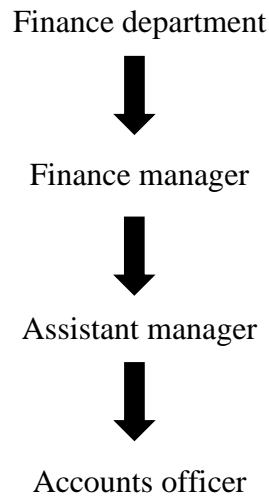 Finance department
Finance manager
Assistant manager
Accounts officer